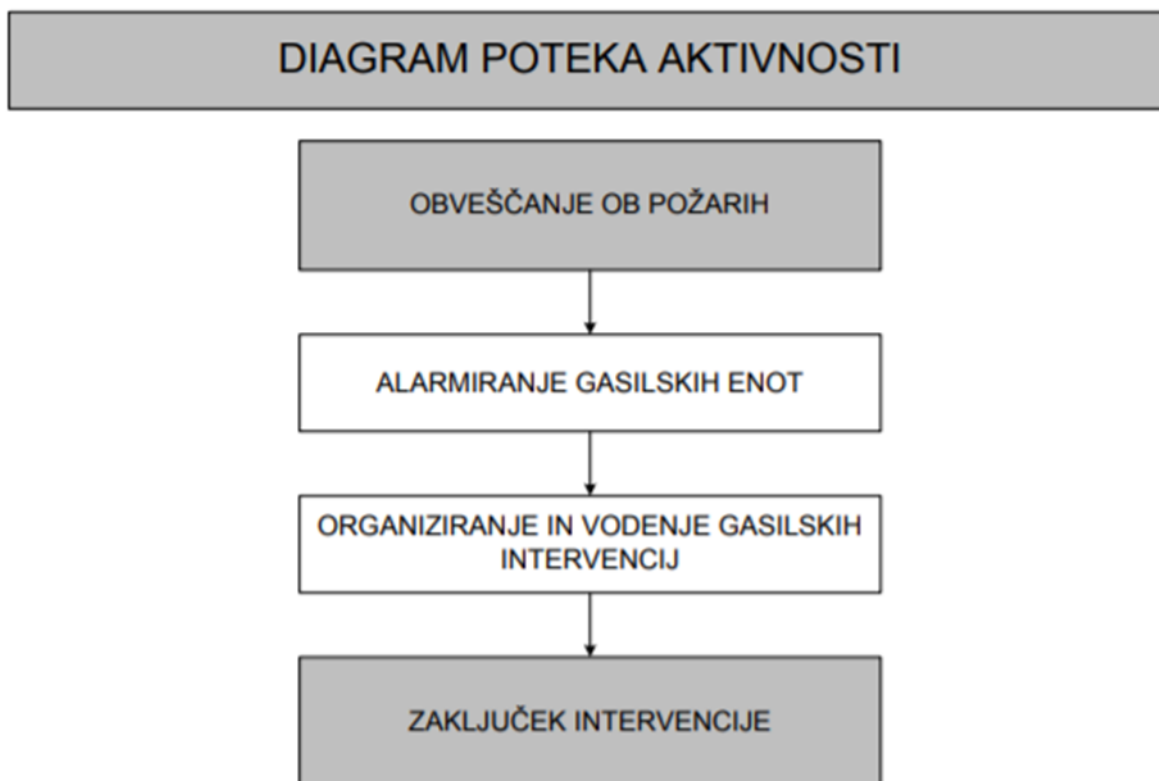 DIAGRAM POTEKA AKTIVNOSTI
OBVEŠČANJE OB POŽARIH
ALARMIRANJE GASILSKIH ENOT
ORGANIZIRANJE IN VODENJE GASILSKIH
INTERVENCIJ
ZAKLJUČEK INTERVENCIJE